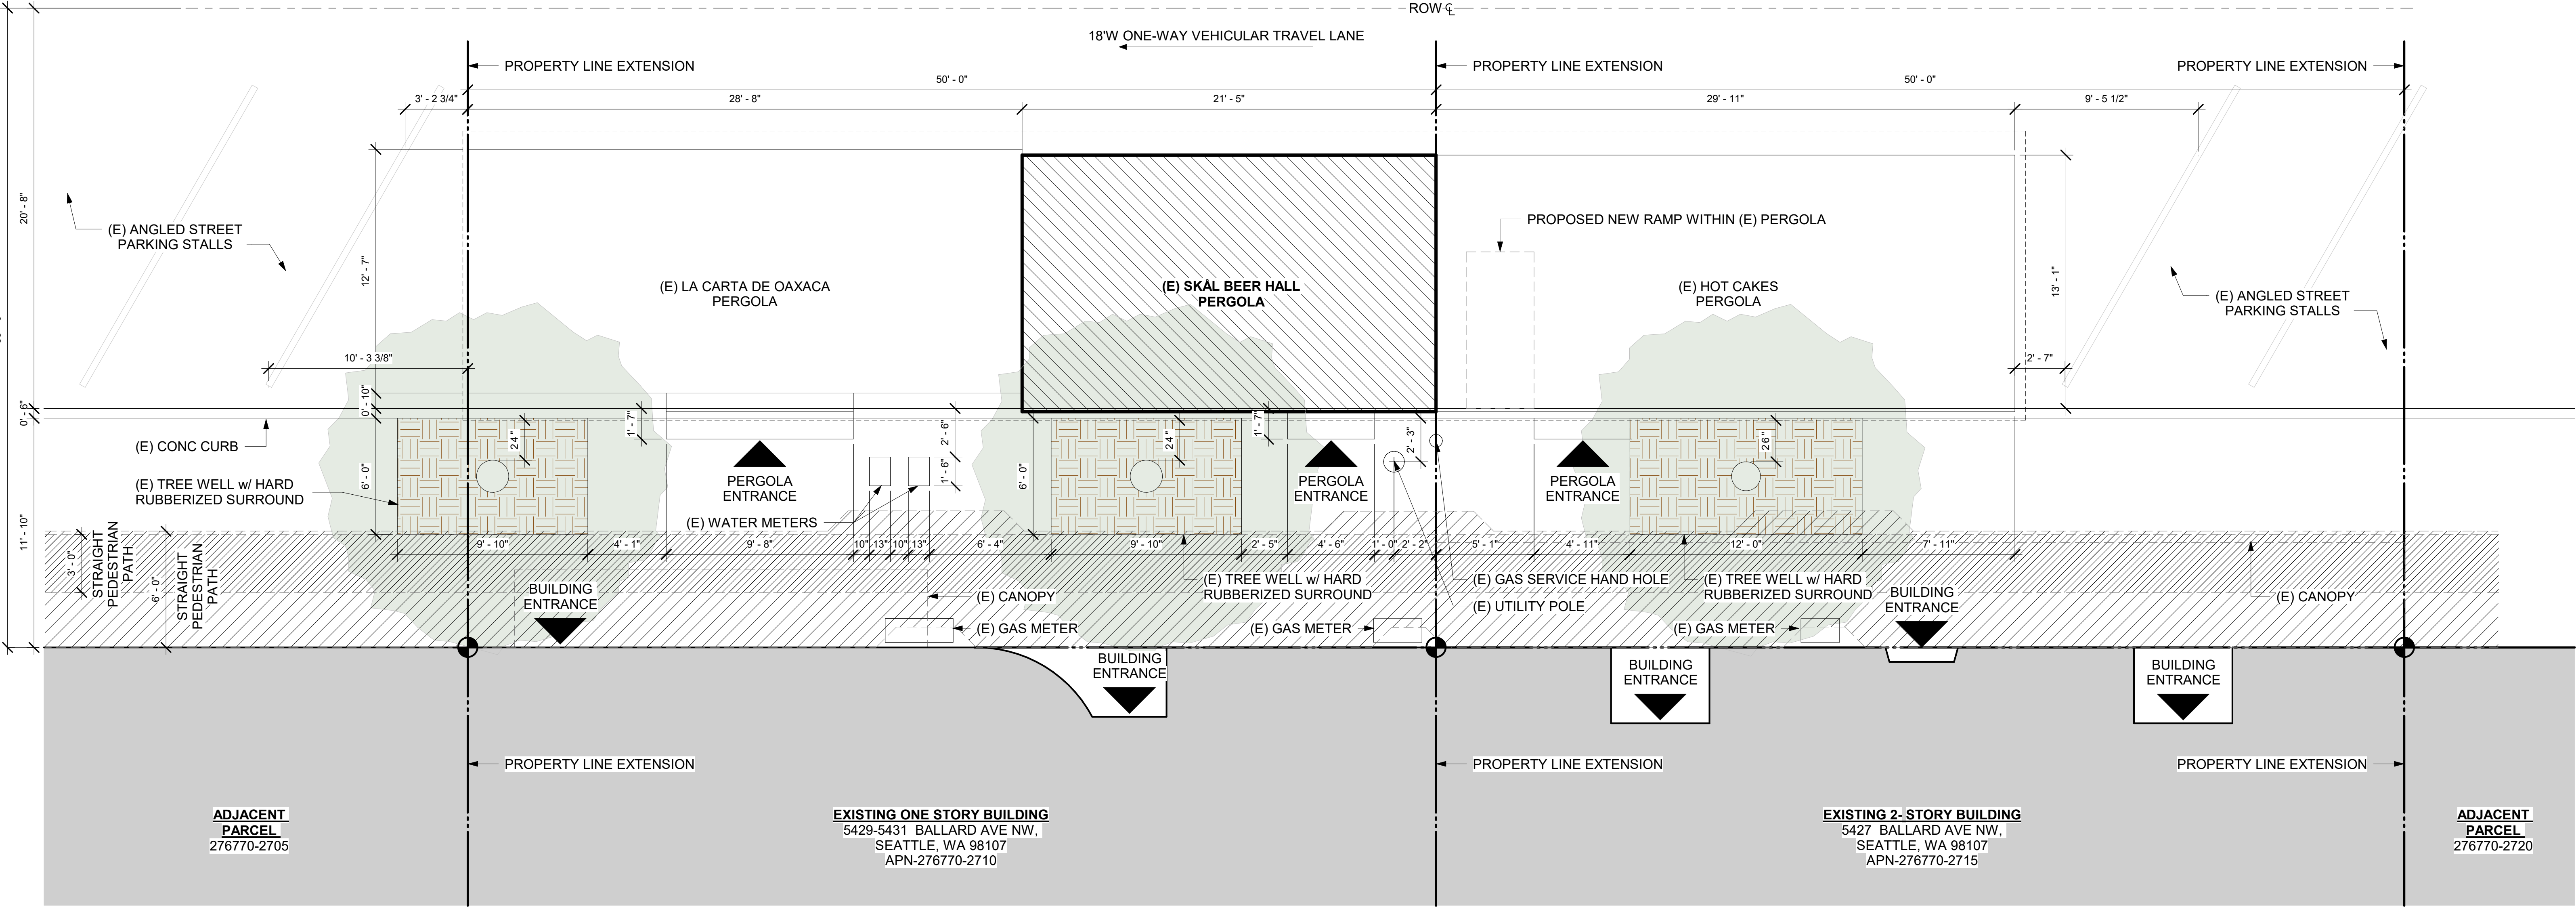 ROW ℄
18'W ONE-WAY VEHICULAR TRAVEL LANE
PROPERTY LINE EXTENSION
PROPERTY LINE EXTENSION
PROPERTY LINE EXTENSION
50' - 0"
50' - 0"
3' - 2 3/4"
28' - 8"
21' - 5"
29' - 11"
9' - 5 1/2"
20' - 8"
(E) ANGLED STREET
PARKING STALLS
12' - 7"
PROPOSED NEW RAMP WITHIN (E) PERGOLA
(E) LA CARTA DE OAXACA
PERGOLA
(E) SKÅL BEER HALL
PERGOLA
(E) HOT CAKES
PERGOLA
13' - 1"
(E) ANGLED STREET
PARKING STALLS
10' - 3 3/8"
2' - 7"
0' - 10"
0' - 6"
1' - 7"
2' - 6"
1' - 7"
2' - 3"
24"
24"
26"
(E) CONC CURB
6' - 0"
1' - 6"
6' - 0"
(E) TREE WELL w/ HARD
RUBBERIZED SURROUND
PERGOLA
ENTRANCE
PERGOLA
ENTRANCE
PERGOLA
ENTRANCE
(E) WATER METERS
11' - 10"
9' - 10"
4' - 1"
9' - 8"
10"
13"
10"
13"
6' - 4"
9' - 10"
2' - 5"
4' - 6"
1' - 0"
2' - 2"
5' - 1"
4' - 11"
12' - 0"
7' - 11"
3' - 0"
STRAIGHT
PEDESTRIAN
PATH
6' - 0"
STRAIGHT
PEDESTRIAN
PATH
BUILDING
ENTRANCE
(E) CANOPY
(E) TREE WELL w/ HARD
RUBBERIZED SURROUND
(E) GAS SERVICE HAND HOLE
(E) UTILITY POLE
(E) TREE WELL w/ HARD
RUBBERIZED SURROUND
BUILDING
ENTRANCE
(E) CANOPY
(E) GAS METER
(E) GAS METER
(E) GAS METER
BUILDING
ENTRANCE
BUILDING
ENTRANCE
BUILDING
ENTRANCE
PROPERTY LINE EXTENSION
PROPERTY LINE EXTENSION
PROPERTY LINE EXTENSION
ADJACENT
PARCEL
276770-2705
EXISTING ONE STORY BUILDING
5429-5431 BALLARD AVE NW,
SEATTLE, WA 98107
APN-276770-2710
EXISTING 2- STORY BUILDING
5427 BALLARD AVE NW,
SEATTLE, WA 98107
APN-276770-2715
ADJACENT
PARCEL
276770-2720